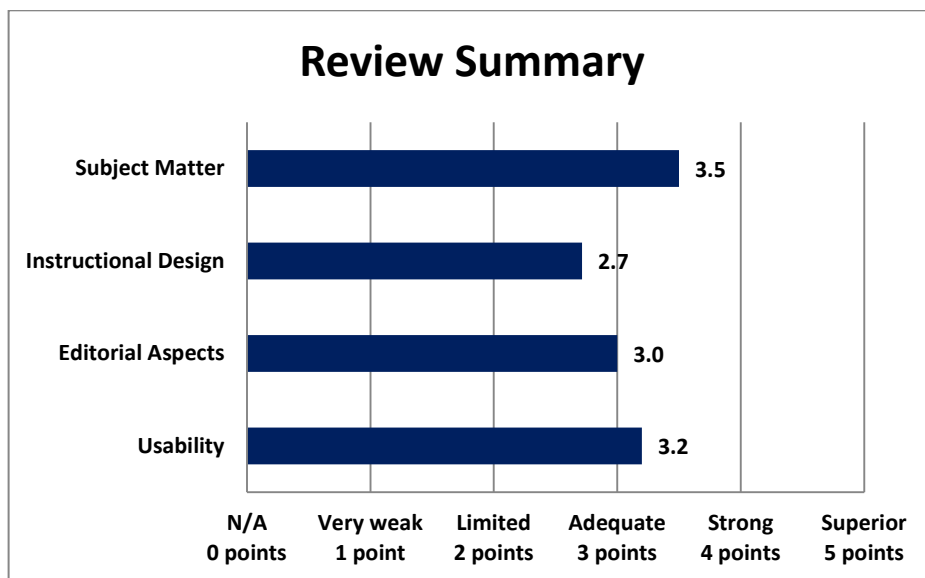 Review Summary
Subject Matter
3.5
Instructional Design
2.7
Editorial Aspects
3.0
Usability
3.2
N/A Very weak Limited Adequate Strong Superior
0 points 1 point 2 points 3 points 4 points 5 points